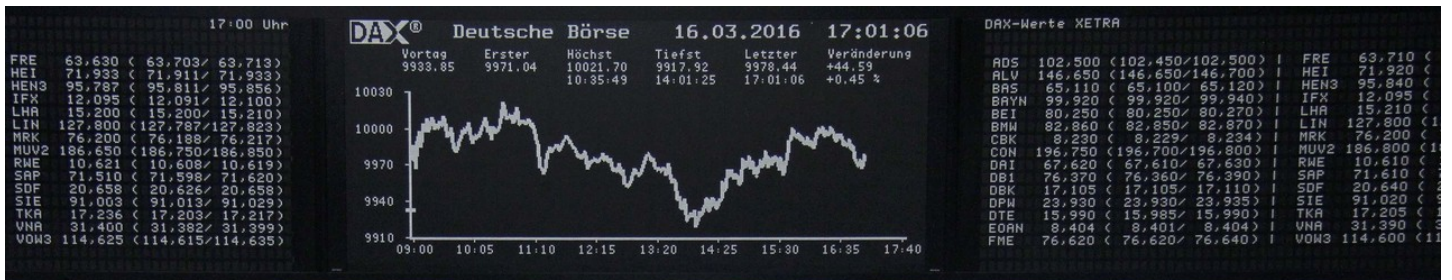 17:00 Uhr
FRE 63,630 ( 63,703/ 63,713)
HEI 71,933 ( 71,911/ 71,933)
HEN3 95,787 ( 95,811/ 95,856)
IFX 12,095 ( 12,091/ 12,100)
LHA 15,200 ( 15,200/ 15,210)
LIN 127,800 (127,787/127,823)
MRK 76,200 ( 76,188/ 76,217)
MUV2 186,650 (186,750/186,850)
RWE 10,621 ( 10,608/ 10,619)
SAP 71,510 ( 71,598/ 71,620)
SDF 20,658 ( 20,626/ 20,658)
SIE 91,003 ( 91,013/ 91,029)
TKA 17,236 ( 17,203/ 17,217)
VNA 31,400 ( 31,382/ 31,399)
VOW3 114,625 (114,615/114,635)
DAX® Deutsche Börse 16.03.2016 17:01:06
Vortag Erster Höchst Tiefst Letzter Veränderung
9933.85 9971.04 10021.70 9917.92 9978.44 +44.59
10:35:49 14:01:25 17:01:06 +0.45 %
10030
10000
9970
9940
9910
09:00 10:05 11:10 12:15 13:20 14:25 15:30 16:35 17:40
DAX-Werte XETRA
ADS 102,500 (102,450/102,500) | FRE 63,710 (
ALV 146,650 (146,650/146,700) | HEI 71,920 (
BAS 65,110 ( 65,100/ 65,120) | HEN3 95,840 (
BAYN 99,920 ( 99,920/ 99,940) | IFX 12,095 (
BEI 80,250 ( 80,250/ 80,270) | LHA 15,210 (
BMW 82,860 ( 82,850/ 82,870) | LIN 127,800 (1
CBK 8,230 ( 8,229/ 8,234) | MRK 76,200 (
CON 196,750 (196,700/196,800) | MUV2 186,800 (18
DAI 67,620 ( 67,610/ 67,630) | RWE 10,610 (
DB1 76,370 ( 76,360/ 76,390) | SAP 71,610 (
DBK 17,105 ( 17,105/ 17,110) | SDF 20,640 (
DPW 23,930 ( 23,930/ 23,935) | SIE 91,020 (
DTE 15,990 ( 15,985/ 15,990) | TKA 17,205 (
EOAN 8,404 ( 8,401/ 8,404) | VNA 31,390 (
FME 76,620 ( 76,620/ 76,640) | VOW3 114,600 (11